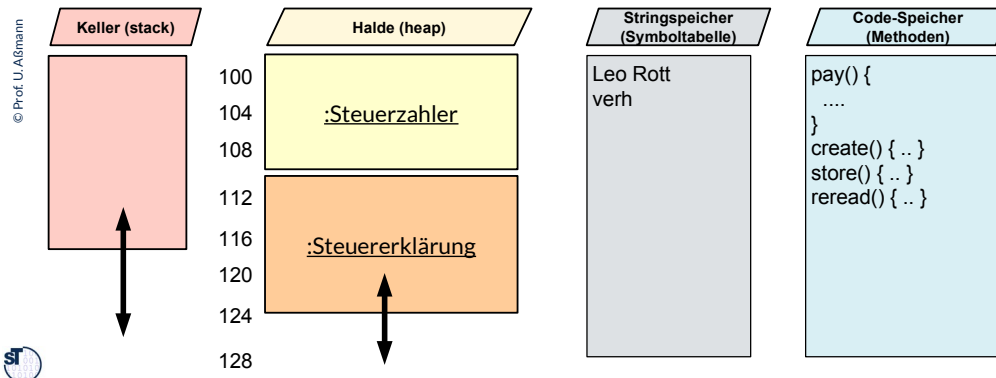 © Prof. U. Aßmann
Keller (stack)
Halde (heap)
Stringspeicher
(Symboltabelle)
Code-Speicher
(Methoden)
100
104
108
112
116
120
124
128
:Steuerzahler
:Steuererklärung
Leo Rott
verh
pay() {
....
}
create() { .. }
store() { .. }
reread() { .. }
ST